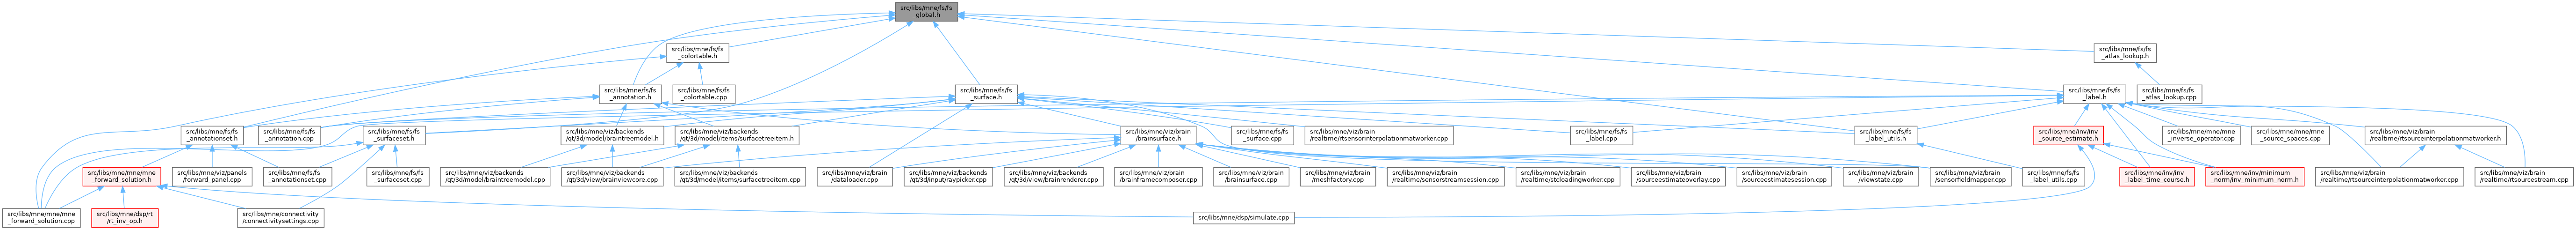 src/libs/mne/fs/fs
_global.h
src/libs/mne/fs/fs
_colortable.h
src/libs/mne/fs/fs
_atlas_lookup.h
src/libs/mne/fs/fs
_annotation.h
src/libs/mne/fs/fs
_colortable.cpp
src/libs/mne/fs/fs
_surface.h
src/libs/mne/fs/fs
_label.h
src/libs/mne/fs/fs
_atlas_lookup.cpp
src/libs/mne/fs/fs
_annotationset.h
src/libs/mne/fs/fs
_annotation.cpp
src/libs/mne/fs/fs
_surfaceset.h
src/libs/mne/viz/backends
/qt/3d/model/braintreemodel.h
src/libs/mne/viz/backends
/qt/3d/model/items/surfacetreeitem.h
src/libs/mne/viz/brain
/brainsurface.h
src/libs/mne/fs/fs
_surface.cpp
src/libs/mne/viz/brain
/realtime/rtsensorinterpolationmatworker.cpp
src/libs/mne/fs/fs
_label.cpp
src/libs/mne/fs/fs
_label_utils.h
src/libs/mne/inv/inv
_source_estimate.h
src/libs/mne/mne/mne
_inverse_operator.cpp
src/libs/mne/mne/mne
_source_spaces.cpp
src/libs/mne/viz/brain
/realtime/rtsourceinterpolationmatworker.h
src/libs/mne/mne/mne
_forward_solution.h
src/libs/mne/viz/panels
/forward_panel.cpp
src/libs/mne/fs/fs
_annotationset.cpp
src/libs/mne/fs/fs
_surfaceset.cpp
src/libs/mne/viz/backends
/qt/3d/model/braintreemodel.cpp
src/libs/mne/viz/backends
/qt/3d/view/brainviewcore.cpp
src/libs/mne/viz/backends
/qt/3d/model/items/surfacetreeitem.cpp
src/libs/mne/viz/brain
/dataloader.cpp
src/libs/mne/viz/backends
/qt/3d/input/raypicker.cpp
src/libs/mne/viz/backends
/qt/3d/view/brainrenderer.cpp
src/libs/mne/viz/brain
/brainframecomposer.cpp
src/libs/mne/viz/brain
/brainsurface.cpp
src/libs/mne/viz/brain
/meshfactory.cpp
src/libs/mne/viz/brain
/realtime/sensorstreamsession.cpp
src/libs/mne/viz/brain
/realtime/stcloadingworker.cpp
src/libs/mne/viz/brain
/sourceestimateoverlay.cpp
src/libs/mne/viz/brain
/sourceestimatesession.cpp
src/libs/mne/viz/brain
/viewstate.cpp
src/libs/mne/viz/brain
/sensorfieldmapper.cpp
src/libs/mne/fs/fs
_label_utils.cpp
src/libs/mne/inv/inv
_label_time_course.h
src/libs/mne/inv/minimum
_norm/inv_minimum_norm.h
src/libs/mne/viz/brain
/realtime/rtsourceinterpolationmatworker.cpp
src/libs/mne/viz/brain
/realtime/rtsourcestream.cpp
src/libs/mne/mne/mne
_forward_solution.cpp
src/libs/mne/dsp/rt
/rt_inv_op.h
src/libs/mne/connectivity
/connectivitysettings.cpp
src/libs/mne/dsp/simulate.cpp